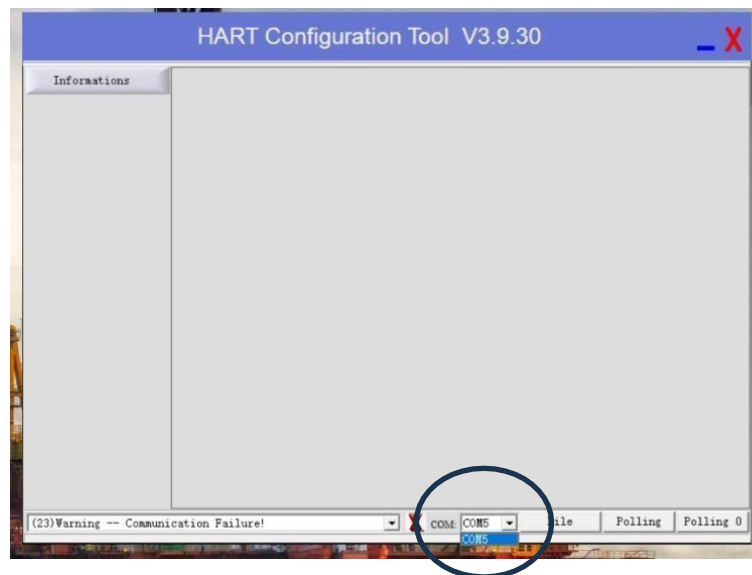 HART Configuration Tool V3.9.30
Informations
(23)Warning -- Communication Failure!
COM: COM5
ile Polling Polling 0
COM5